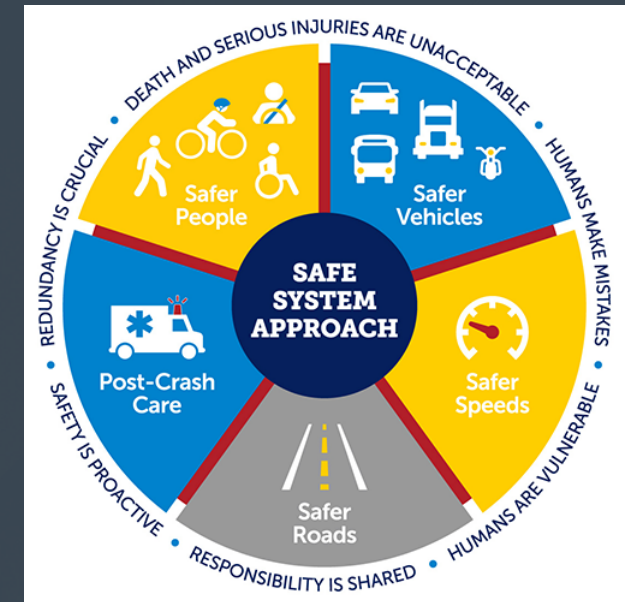 DEATH AND SERIOUS INJURIES ARE UNACCEPTABLE
HUMANS MAKE MISTAKES
HUMANS ARE VULNERABLE
RESPONSIBILITY IS SHARED
SAFETY IS PROACTIVE
REDUNDANCY IS CRUCIAL
Safer
People
Safer
Vehicles
SAFE
SYSTEM
APPROACH
Post-Crash
Care
Safer
Speeds
Safer
Roads